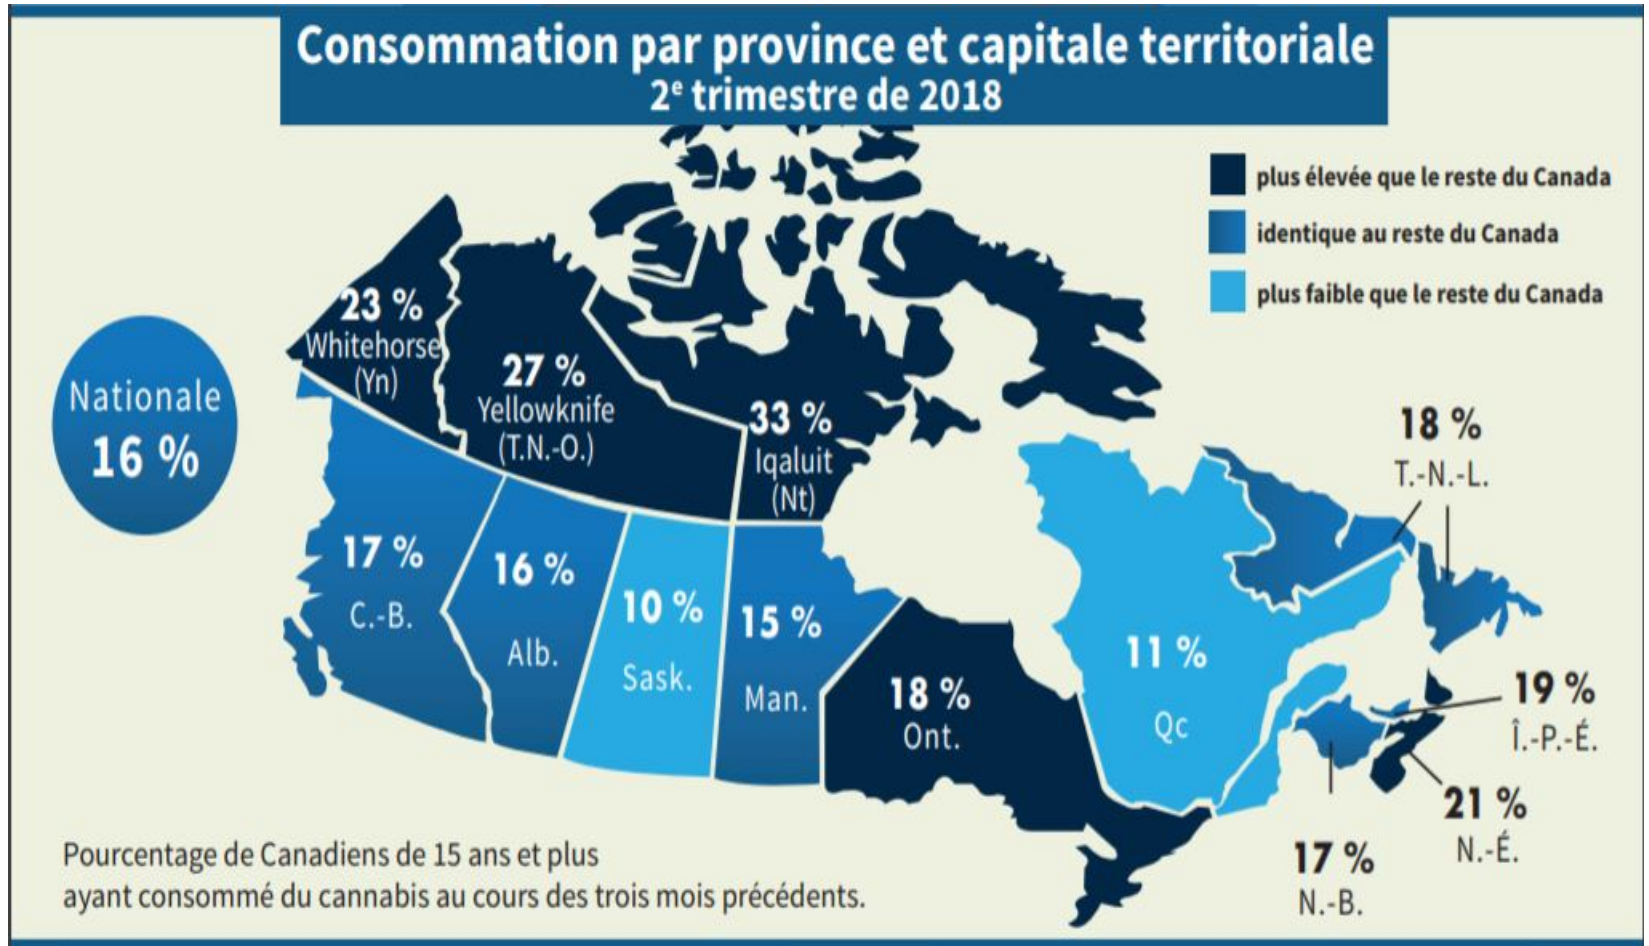 Consommation par province et capitale territoriale
2e trimestre de 2018
plus élevée que le reste du Canada
identique au reste du Canada
plus faible que le reste du Canada
Nationale
16 %
23 %
Whitehorse
(Yn)
27 %
Yellowknife
(T.N.-O.)
33 %
Iqaluit
(Nt)
17 %
C.-B.
16 %
Alb.
10 %
Sask.
15 %
Man.
18 %
Ont.
11 %
Qc
18 %
T.-N.-L.
19 %
Î.-P.-É.
21 %
N.-É.
17 %
N.-B.
Pourcentage de Canadiens de 15 ans et plus
ayant consommé du cannabis au cours des trois mois précédents.